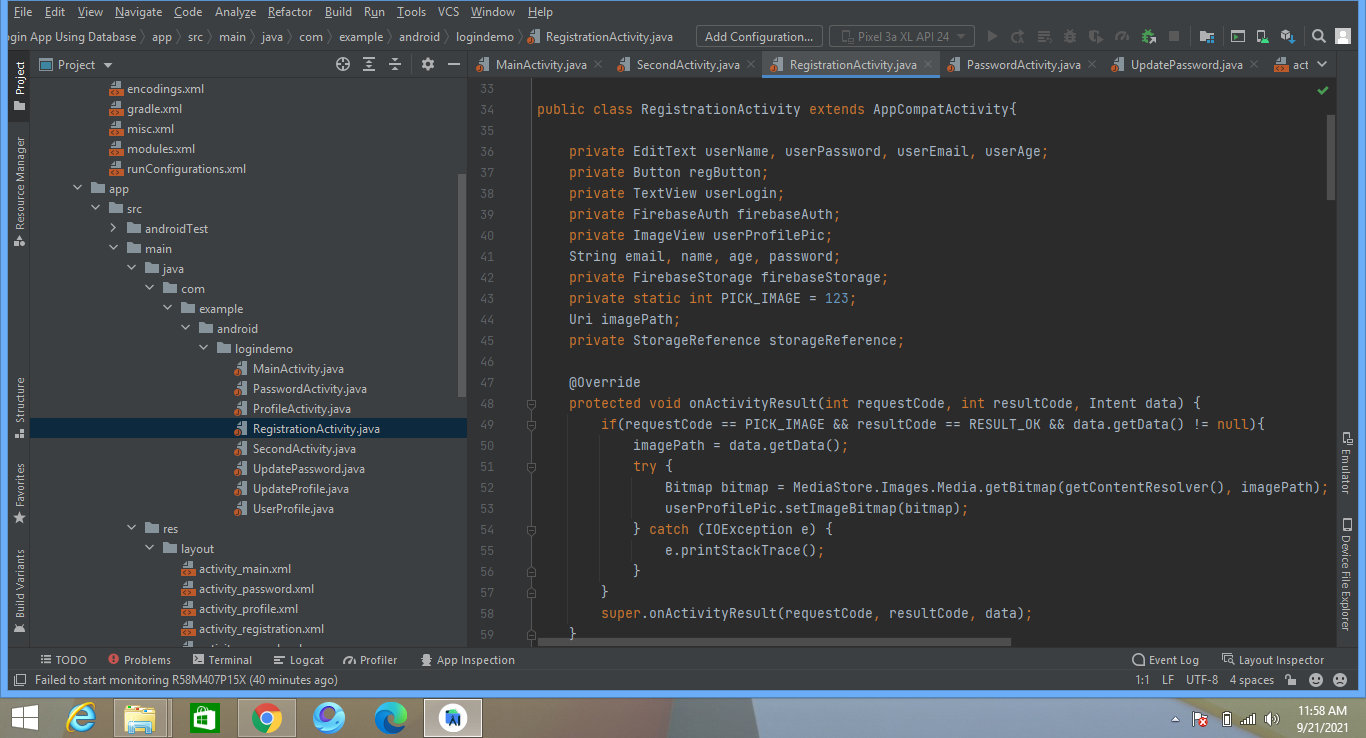 File Edit View Navigate Code Analyze Refactor Build Run Tools VCS Window Help
ogin App Using Database app src main java com example android logindemo RegistrationActivity.java Add Configuration... Pixel 3a XL API 24
Project
MainActivity.java SecondActivity.java RegistrationActivity.java PasswordActivity.java UpdatePassword.java act
Project
Resource Manager
Structure
Favorites
Build Variants
encodings.xml
gradle.xml
misc.xml
modules.xml
runConfigurations.xml
app
src
androidTest
main
java
com
example
android
logindemo
MainActivity.java
PasswordActivity.java
ProfileActivity.java
RegistrationActivity.java
SecondActivity.java
UpdatePassword.java
UpdateProfile.java
UserProfile.java
res
layout
activity_main.xml
activity_password.xml
activity_profile.xml
activity_registration.xml
33
34 public class RegistrationActivity extends AppCompatActivity{
35
36 private EditText userName, userPassword, userEmail, userAge;
37 private Button regButton;
38 private TextView userLogin;
39 private FirebaseAuth firebaseAuth;
40 private ImageView userProfilePic;
41 String email, name, age, password;
42 private FirebaseStorage firebaseStorage;
43 private static int PICK_IMAGE = 123;
44 Uri imagePath;
45 private StorageReference storageReference;
46
47 @Override
48 protected void onActivityResult(int requestCode, int resultCode, Intent data) {
49 if(requestCode == PICK_IMAGE && resultCode == RESULT_OK && data.getData() != null){
50 imagePath = data.getData();
51 try {
52 Bitmap bitmap = MediaStore.Images.Media.getBitmap(getContentResolver(), imagePath);
53 userProfilePic.setImageBitmap(bitmap);
54 } catch (IOException e) {
55 e.printStackTrace();
56 }
57 }
58 super.onActivityResult(requestCode, resultCode, data);
59 }
Emulator
Device File Explorer
TODO Problems Terminal Logcat Profiler App Inspection Event Log Layout Inspector
Failed to start monitoring R58M407P15X (40 minutes ago) 1:1 LF UTF-8 4 spaces
11:58 AM
9/21/2021